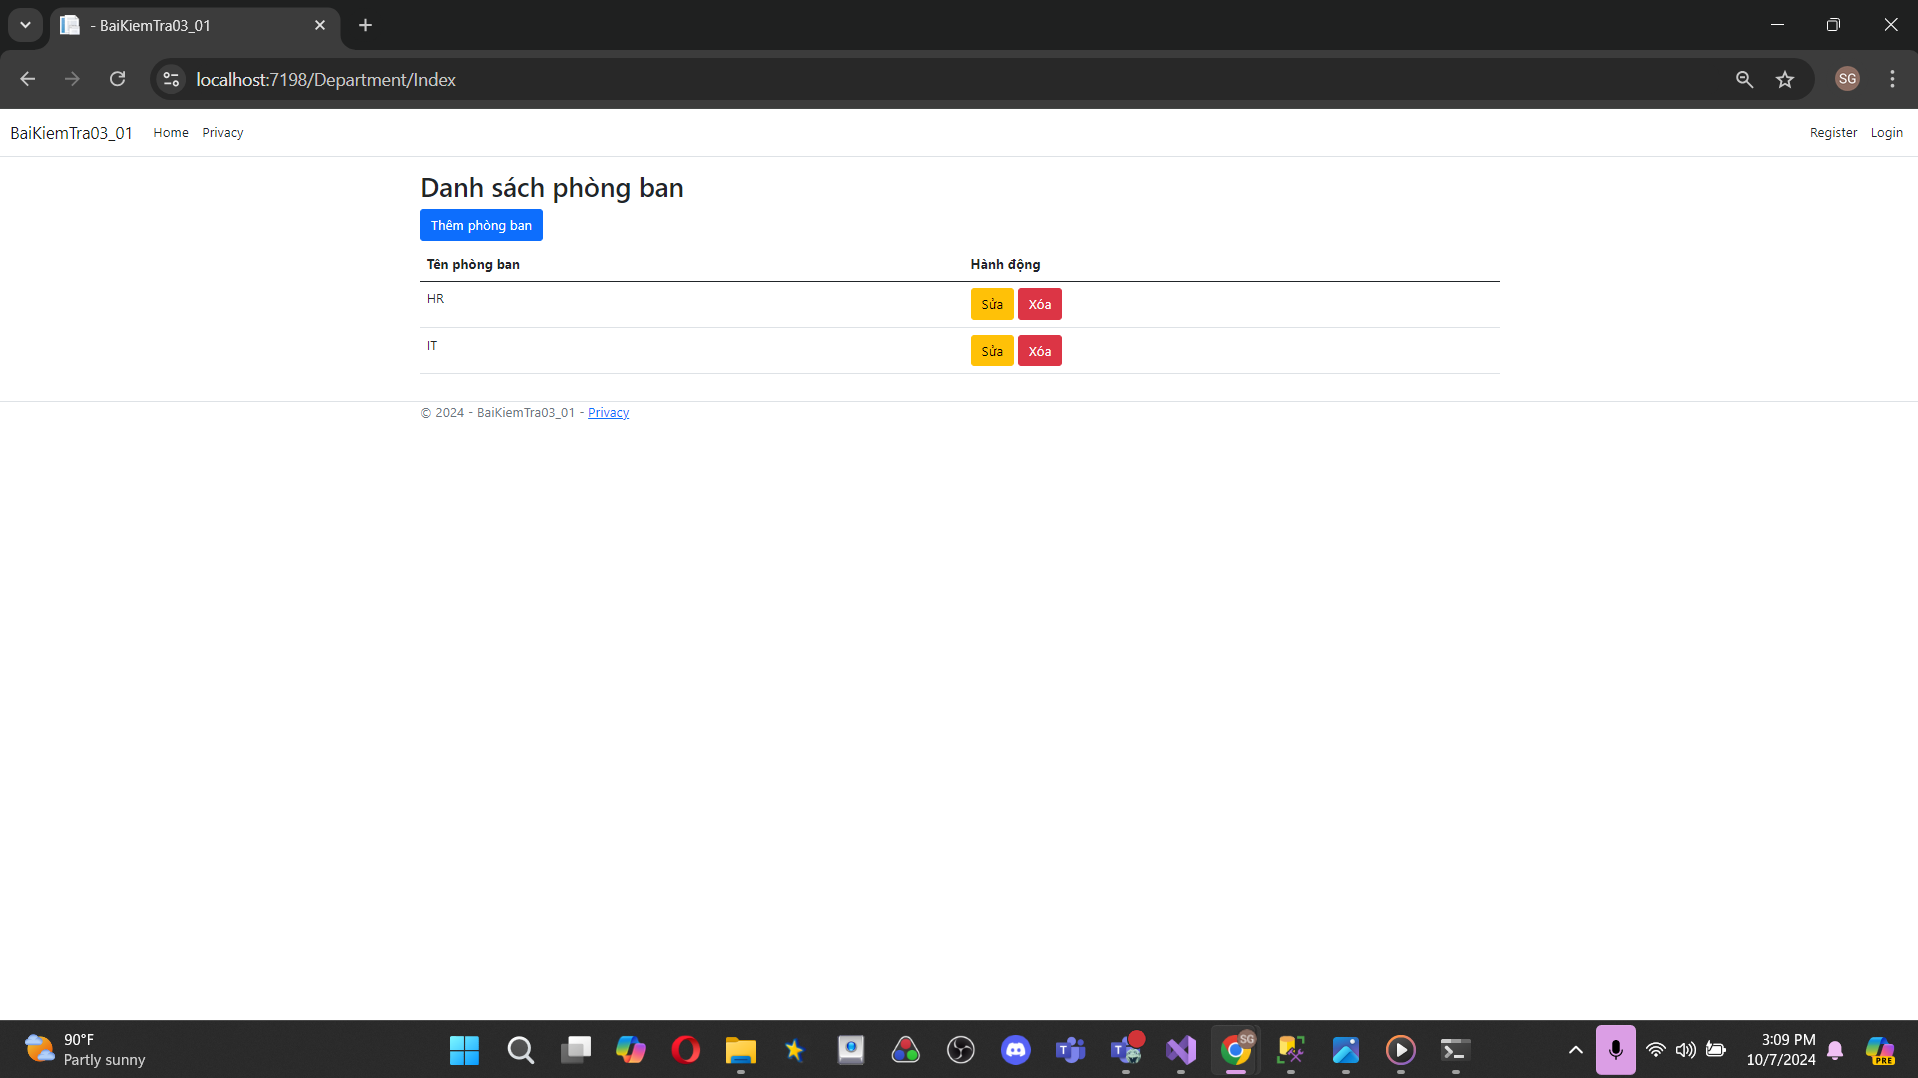 - BaiKiemTra03_01
localhost:7198/Department/Index
SG
BaiKiemTra03_01 Home Privacy Register Login
Danh sách phòng ban
Thêm phòng ban
Tên phòng ban Hành động
HR Sửa Xóa
IT Sửa Xóa
© 2024 - BaiKiemTra03_01 - Privacy
90°F
Partly sunny
SG
3:09 PM
10/7/2024
PRE